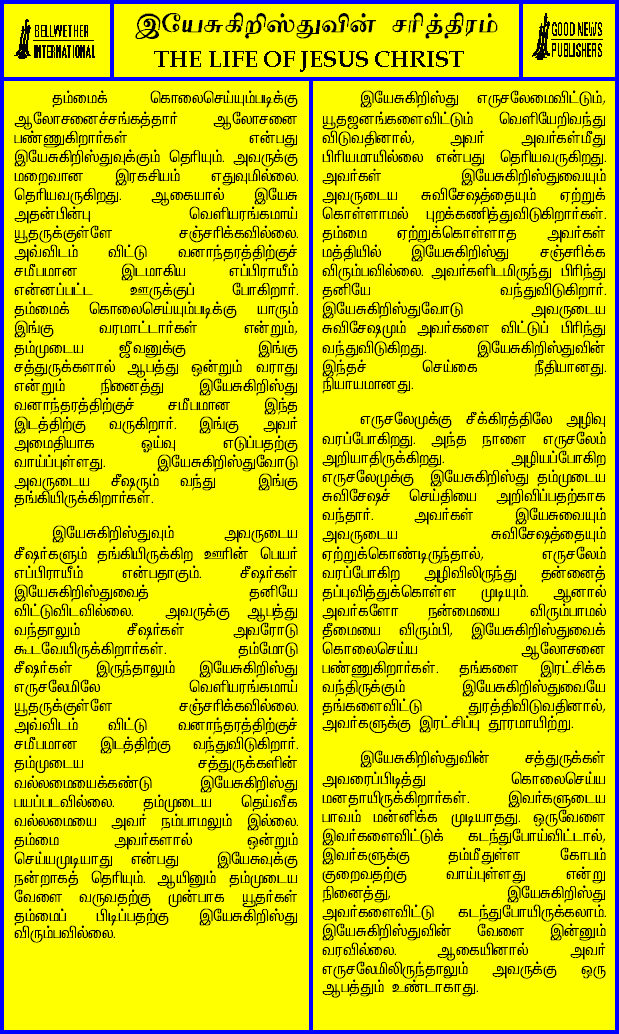 BELLWETHER
INTERNATIONAL
இயேசுகிறிஸ்துவின் சரித்திரம்
THE LIFE OF JESUS CHRIST
GOOD NEWS
PUBLISHERS
தம்மைக் கொலைசெய்யும்படிக்கு
ஆலோசனைச்சங்கத்தார் ஆலோசனை
பண்ணுகிறார்கள் என்பது
இயேசுகிறிஸ்துவுக்கும் தெரியும். அவருக்கு
மறைவான இரகசியம் எதுவுமில்லை.
தெரியவருகிறது. ஆகையால் இயேசு
அதன்பின்பு வெளியரங்கமாய்
யூதருக்குள்ளே சஞ்சரிக்கவில்லை.
அவ்விடம் விட்டு வனாந்தரத்திற்குச்
சமீபமான இடமாகிய எப்பிராயீம்
என்னப்பட்ட ஊருக்குப் போகிறார்.
தம்மைக் கொலைசெய்யும்படிக்கு யாரும்
இங்கு வரமாட்டார்கள் என்றும்,
தம்முடைய ஜீவனுக்கு இங்கு
சத்துருக்களால் ஆபத்து ஒன்றும் வராது
என்றும் நினைத்து இயேசுகிறிஸ்து
வனாந்தரத்திற்குச் சமீபமான இந்த
இடத்திற்கு வருகிறார். இங்கு அவர்
அமைதியாக ஓய்வு எடுப்பதற்கு
வாய்ப்புள்ளது. இயேசுகிறிஸ்துவோடு
அவருடைய சீஷரும் வந்து இங்கு
தங்கியிருக்கிறார்கள்.
இயேசுகிறிஸ்துவும் அவருடைய
சீஷர்களும் தங்கியிருக்கிற ஊரின் பெயர்
எப்பிராயீம் என்பதாகும். சீஷர்கள்
இயேசுகிறிஸ்துவைத் தனியே
விட்டுவிடவில்லை. அவருக்கு ஆபத்து
வந்தாலும் சீஷர்கள் அவரோடு
கூடவேயிருக்கிறார்கள். தம்மோடு
சீஷர்கள் இருந்தாலும் இயேசுகிறிஸ்து
எருசலேமிலே வெளியரங்கமாய்
யூதருக்குள்ளே சஞ்சரிக்கவில்லை.
அவ்விடம் விட்டு வனாந்தரத்திற்குச்
சமீபமான இடத்திற்கு வந்துவிடுகிறார்.
தம்முடைய சத்துருக்களின்
வல்லமையைக்கண்டு இயேசுகிறிஸ்து
பயப்படவில்லை. தம்முடைய தெய்வீக
வல்லமையை அவர் நம்பாமலும் இல்லை.
தம்மை அவர்களால் ஒன்றும்
செய்யமுடியாது என்பது இயேசுவுக்கு
நன்றாகத் தெரியும். ஆயினும் தம்முடைய
வேளை வருவதற்கு முன்பாக யூதர்கள்
தம்மைப் பிடிப்பதற்கு இயேசுகிறிஸ்து
விரும்பவில்லை.
இயேசுகிறிஸ்து எருசலேமைவிட்டும்,
யூதஜனங்களைவிட்டும் வெளியேறிவந்து
விடுவதினால், அவர் அவர்கள்மீது
பிரியமாயில்லை என்பது தெரியவருகிறது.
அவர்கள் இயேசுகிறிஸ்துவையும்
அவருடைய சுவிசேஷத்தையும் ஏற்றுக்
கொள்ளாமல் புறக்கணித்துவிடுகிறார்கள்.
தம்மை ஏற்றுக்கொள்ளாத அவர்கள்
மத்தியில் இயேசுகிறிஸ்து சஞ்சரிக்க
விரும்பவில்லை. அவர்களிடமிருந்து பிரிந்து
தனியே வந்துவிடுகிறார்.
இயேசுகிறிஸ்துவோடு அவருடைய
சுவிசேஷமும் அவர்களை விட்டுப் பிரிந்து
வந்துவிடுகிறது. இயேசுகிறிஸ்துவின்
இந்தச் செய்கை நீதியானது.
நியாயமானது.
எருசலேமுக்கு சீக்கிரத்திலே அழிவு
வரப்போகிறது. அந்த நாளை எருசலேம்
அறியாதிருக்கிறது. அழியப்போகிற
எருசலேமுக்கு இயேசுகிறிஸ்து தம்முடைய
சுவிசேஷச் செய்தியை அறிவிப்பதற்காக
வந்தார். அவர்கள் இயேசுவையும்
அவருடைய சுவிசேஷத்தையும்
ஏற்றுக்கொண்டிருந்தால், எருசலேம்
வரப்போகிற அழிவிலிருந்து தன்னைத்
தப்புவித்துக்கொள்ள முடியும். ஆனால்
அவர்களோ நன்மையை விரும்பாமல்
தீமையை விரும்பி, இயேசுகிறிஸ்துவைக்
கொலைசெய்ய ஆலோசனை
பண்ணுகிறார்கள். தங்களை இரட்சிக்க
வந்திருக்கும் இயேசுகிறிஸ்துவையே
தங்களைவிட்டு துரத்திவிடுவதினால்,
அவர்களுக்கு இரட்சிப்பு தூரமாயிற்று.
இயேசுகிறிஸ்துவின் சத்துருக்கள்
அவரைப்பிடித்து கொலைசெய்ய
மனதாயிருக்கிறார்கள். இவர்களுடைய
பாவம் மன்னிக்க முடியாதது. ஒருவேளை
இவர்களைவிட்டுக் கடந்துபோய்விட்டால்,
இவர்களுக்கு தம்மீதுள்ள கோபம்
குறைவதற்கு வாய்ப்புள்ளது என்று
நினைத்து, இயேசுகிறிஸ்து
அவர்களைவிட்டு கடந்துபோயிருக்கலாம்.
இயேசுகிறிஸ்துவின் வேளை இன்னும்
வரவில்லை. ஆகையினால் அவர்
எருசலேமிலிருந்தாலும் அவருக்கு ஒரு
ஆபத்தும் உண்டாகாது.